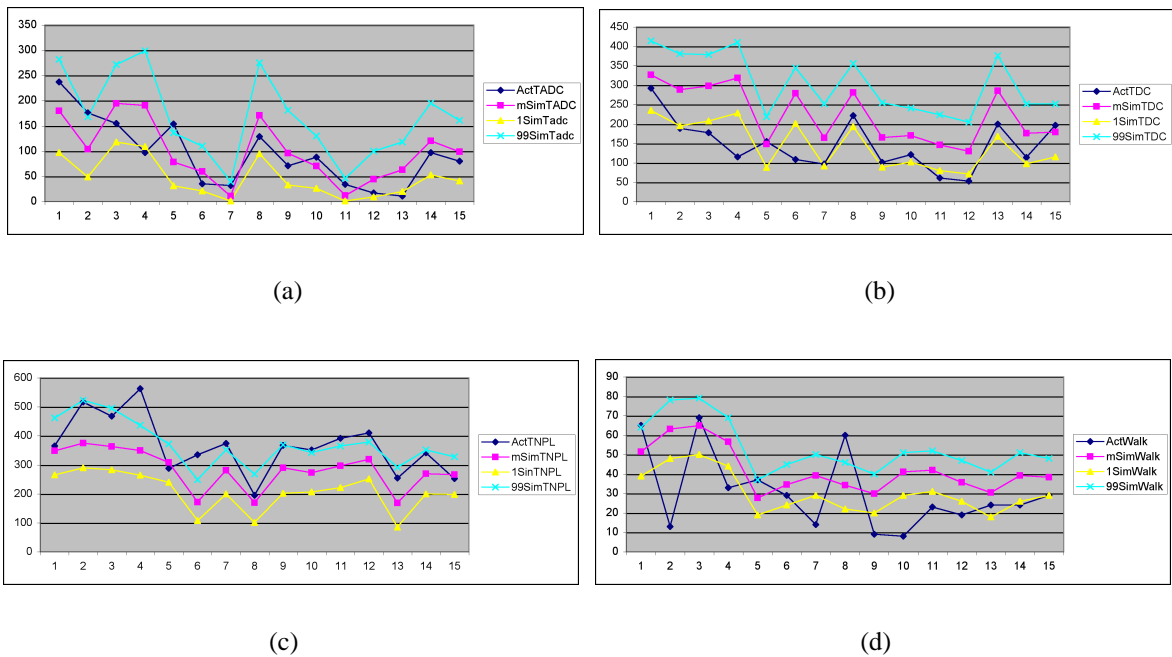 350
300
250
200
150
100
50
0
1 2 3 4 5 6 7 8 9 10 11 12 13 14 15
ActTADC
mSimTADC
1SimTadc
99SimTadc
(a)
450
400
350
300
250
200
150
100
50
0
1 2 3 4 5 6 7 8 9 10 11 12 13 14 15
ActTDC
mSimTDC
1SimTDC
99SimTDC
(b)
600
500
400
300
200
100
0
1 2 3 4 5 6 7 8 9 10 11 12 13 14 15
ActTNPL
mSimTNPL
1SinTNPL
99SimTNPL
(c)
90
80
70
60
50
40
30
20
10
0
1 2 3 4 5 6 7 8 9 10 11 12 13 14 15
ActWalk
mSimWalk
1SimWalk
99SimWalk
(d)